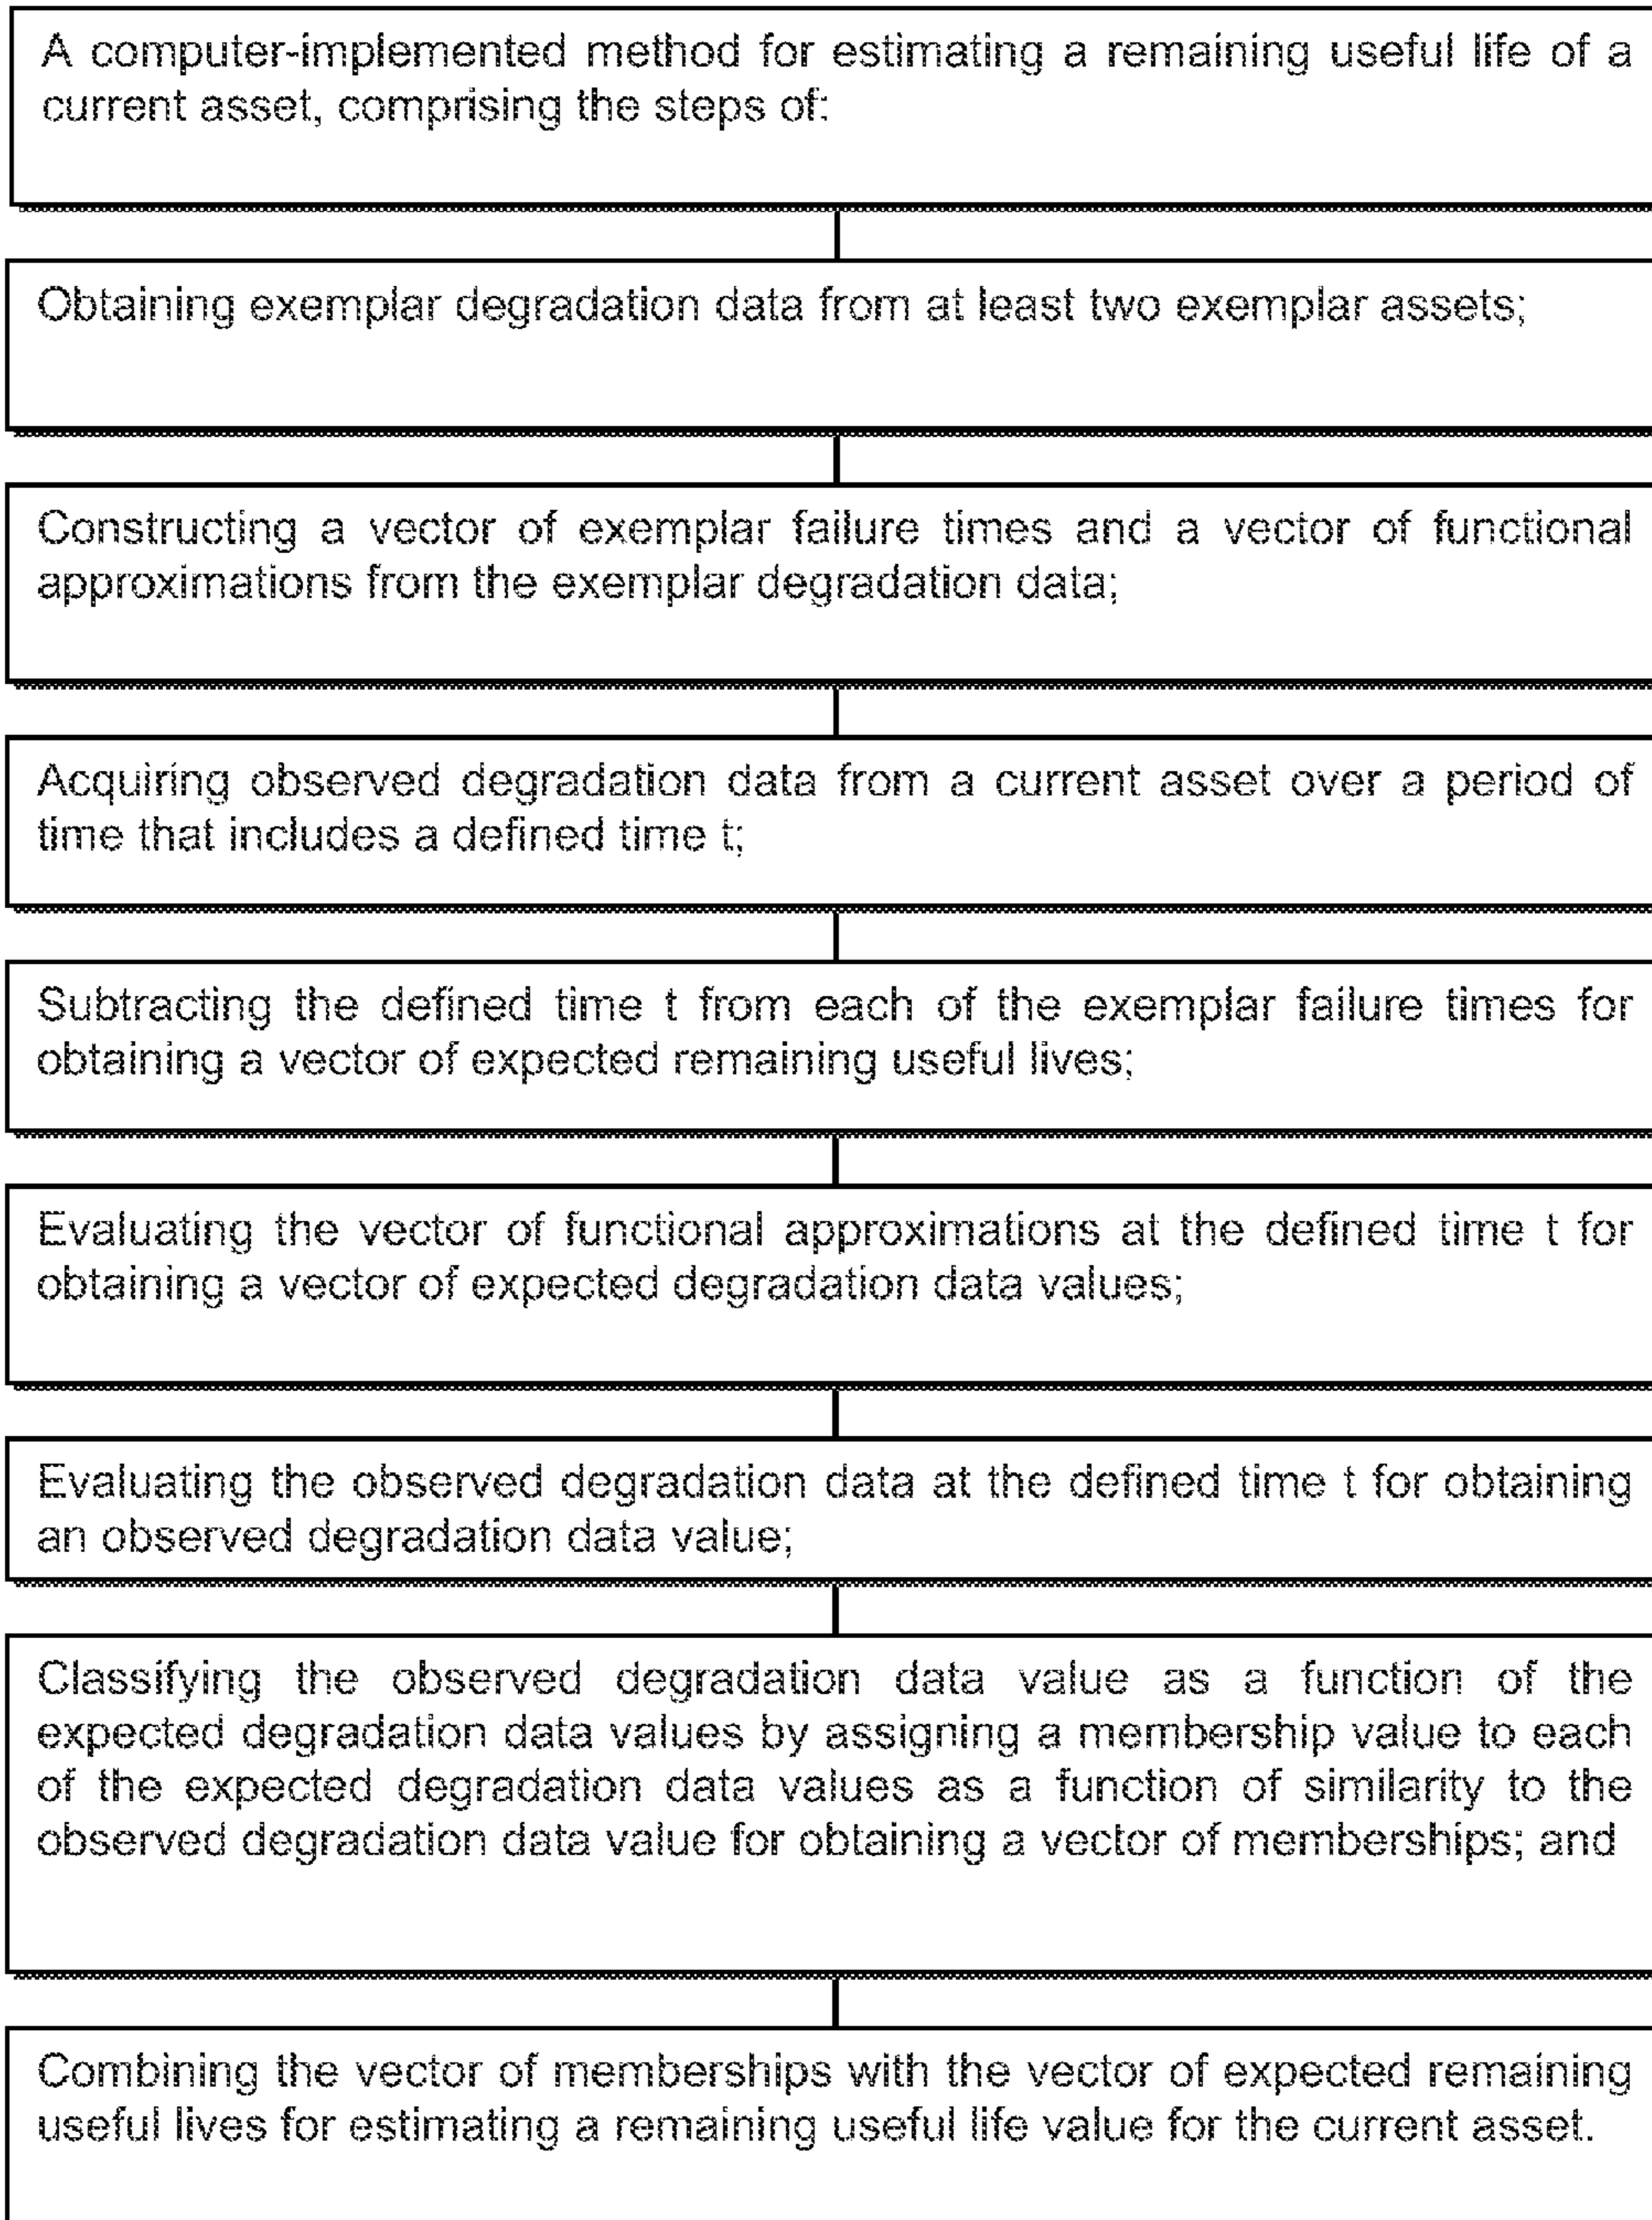 A computer-implemented method for estimating a remaining useful life of a
current asset, comprising the steps of:
Obtaining exemplar degradation data from at least two exemplar assets;
Constructing a vector of exemplar failure times and a vector of functional
approximations from the exemplar degradation data;
Acquiring observed degradation data from a current asset over a period of
time that includes a defined time t;
Subtracting the defined time t from each of the exemplar failure times for
obtaining a vector of expected remaining useful lives;
Evaluating the vector of functional approximations at the defined time t for
obtaining a vector of expected degradation data values;
Evaluating the observed degradation data at the defined time t for obtaining
an observed degradation data value;
Classifying the observed degradation data value as a function of the
expected degradation data values by assigning a membership value to each
of the expected degradation data values as a function of similarity to the
observed degradation data value for obtaining a vector of memberships; and
Combining the vector of memberships with the vector of expected remaining
useful lives for estimating a remaining useful life value for the current asset.